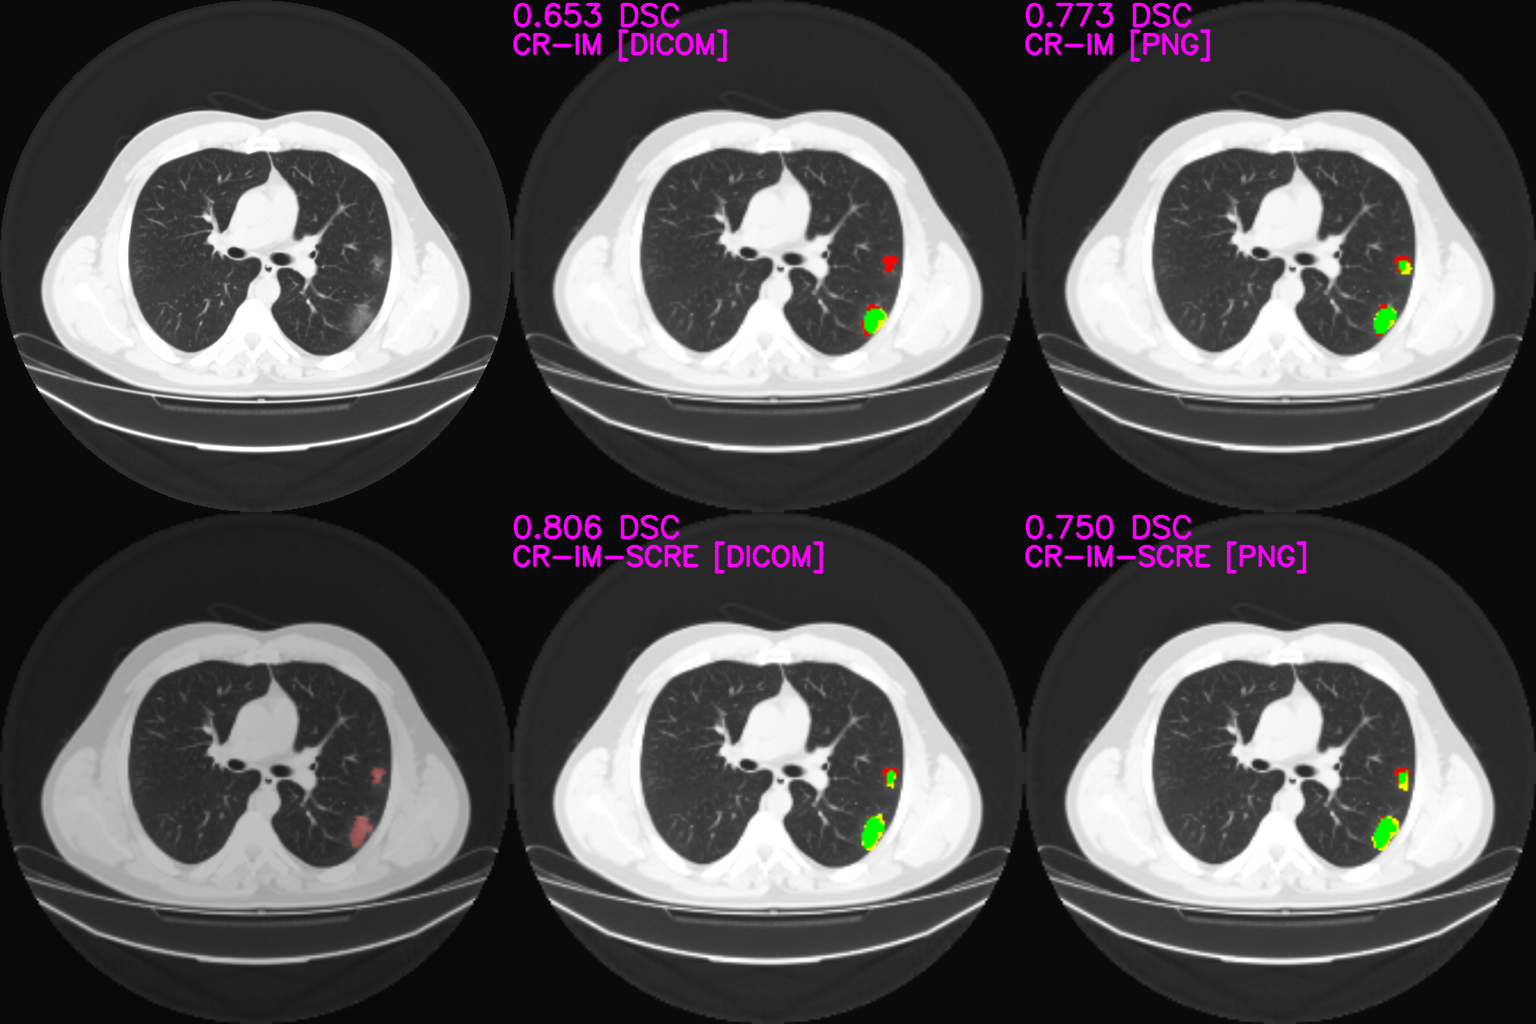 0.653 DSC
CR-IM [DICOM]
0.773 DSC
CR-IM [PNG]
0.806 DSC
CR-IM-SCRE [DICOM]
0.750 DSC
CR-IM-SCRE [PNG]